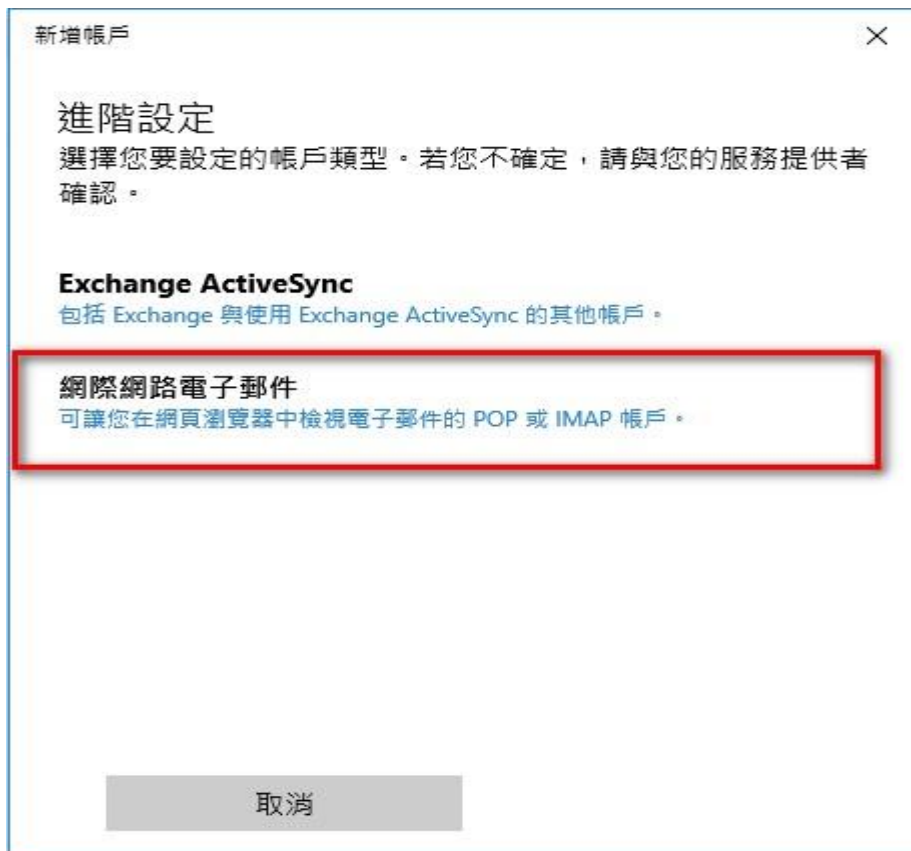 新增帳戶
進階設定
選擇您要設定的帳戶類型。若您不確定，請與您的服務提供者
確認。
Exchange ActiveSync
包括 Exchange 與使用 Exchange ActiveSync 的其他帳戶。
網際網路電子郵件
可讓您在網頁瀏覽器中檢視電子郵件的 POP 或 IMAP 帳戶。
取消